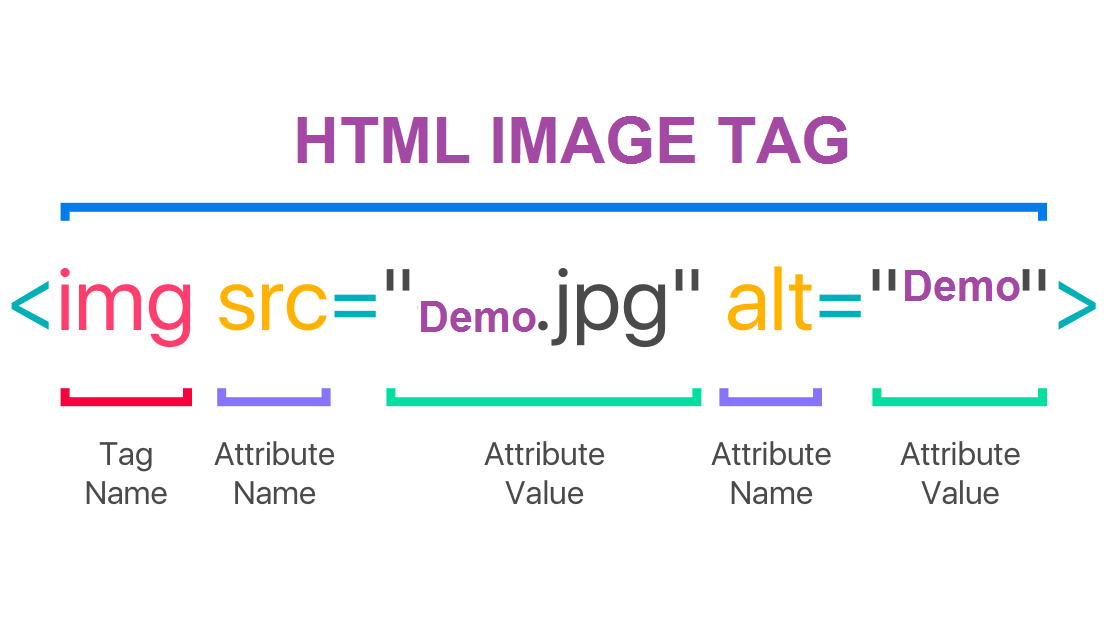 HTML IMAGE TAG
<img src="Demo.jpg" alt="Demo">
Tag Name
Attribute Name
Attribute Value
Attribute Name
Attribute Value